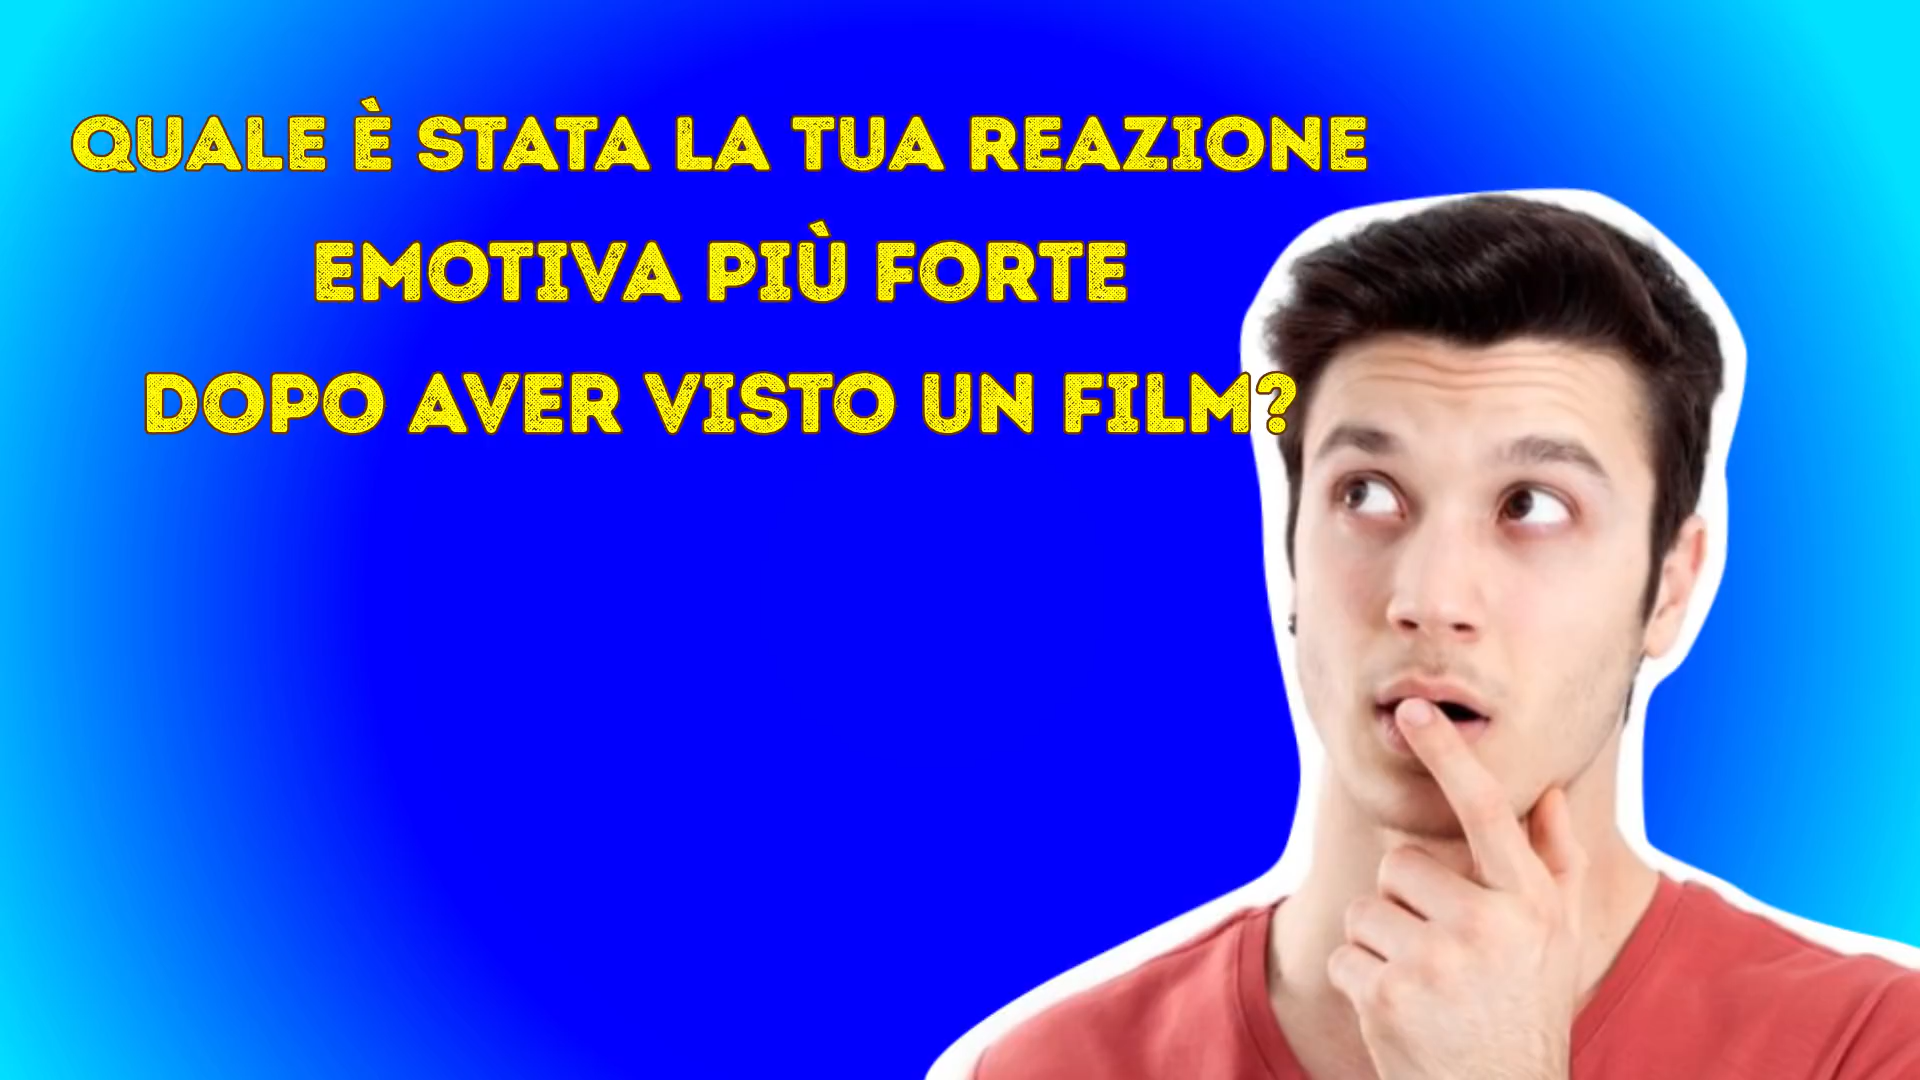 QUALE È STATA LA TUA REAZIONE
EMOTIVA PIÙ FORTE
DOPO AVER VISTO UN FILM?